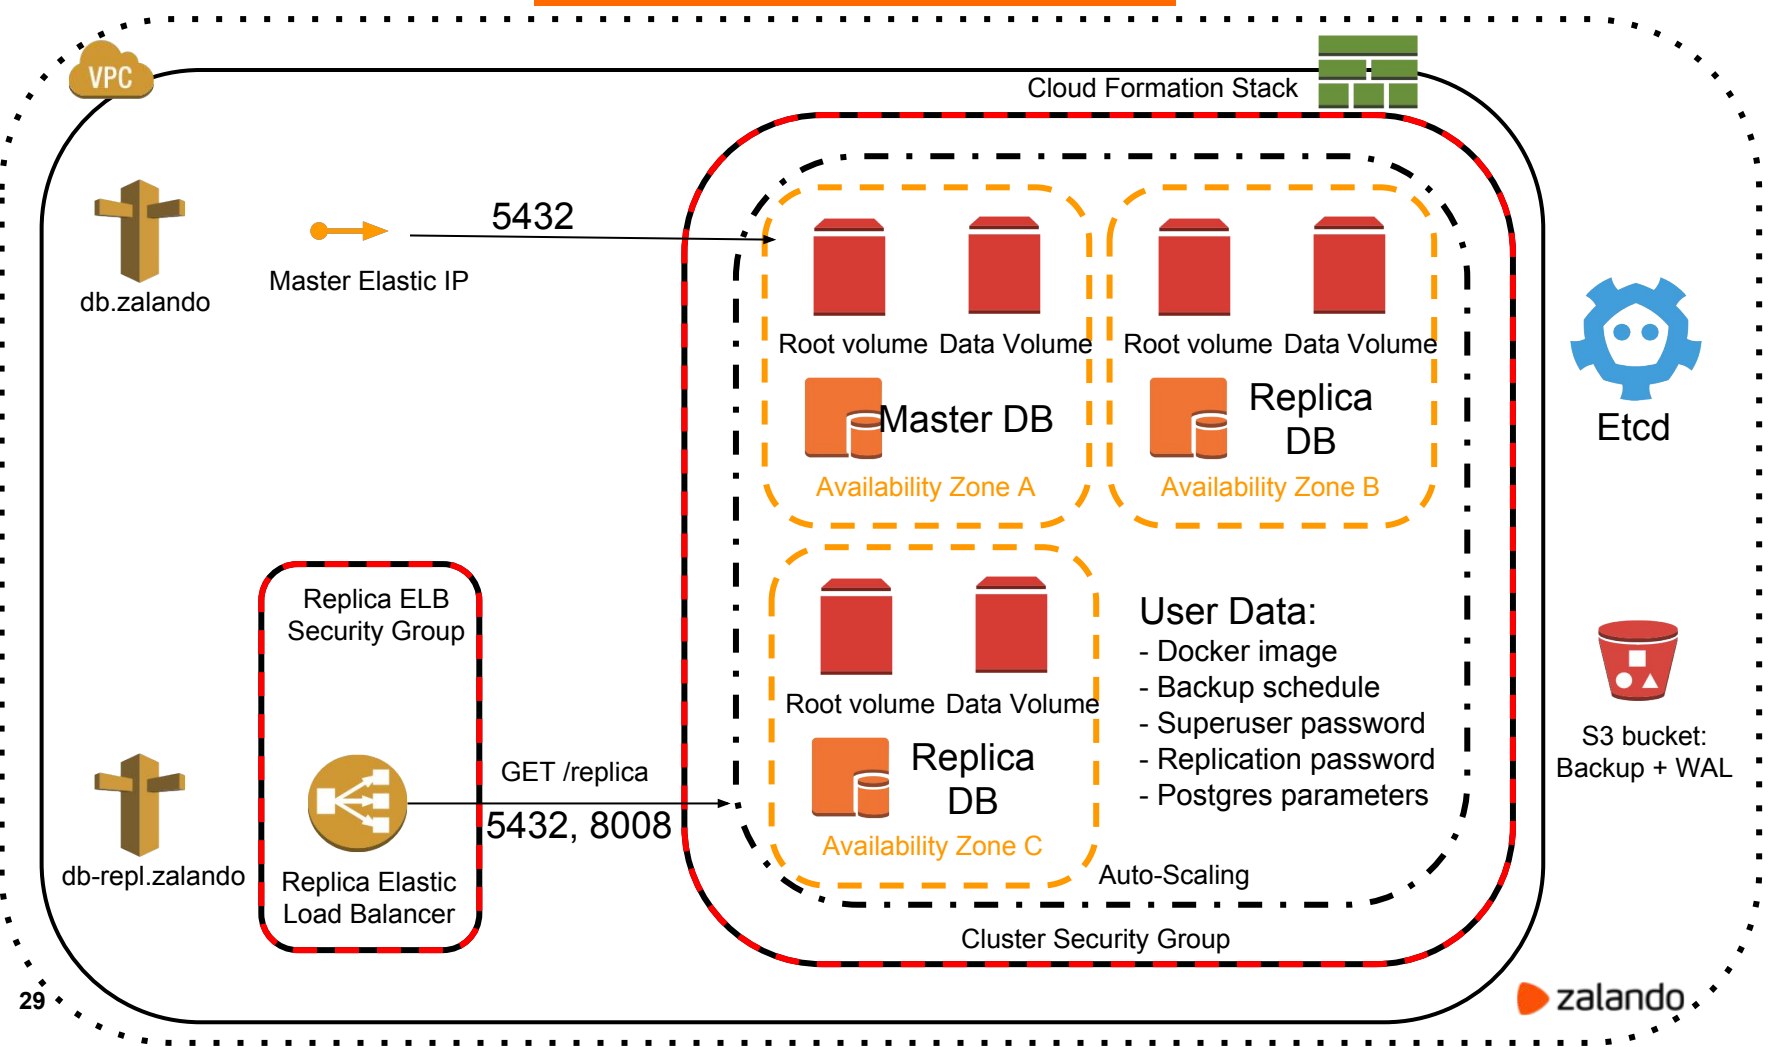 VPC
Cloud Formation Stack
5432
Master Elastic IP
db.zalando
Root volume
Data Volume
Master DB
Availability Zone A
Root volume
Data Volume
Replica
DB
Availability Zone B
Etcd
Replica ELB
Security Group
Replica Elastic
Load Balancer
db-repl.zalando
GET /replica
5432, 8008
Root volume
Data Volume
Replica
DB
Availability Zone C
User Data:
- Docker image
- Backup schedule
- Superuser password
- Replication password
- Postgres parameters
Auto-Scaling
Cluster Security Group
S3 bucket:
Backup + WAL
29
zalando